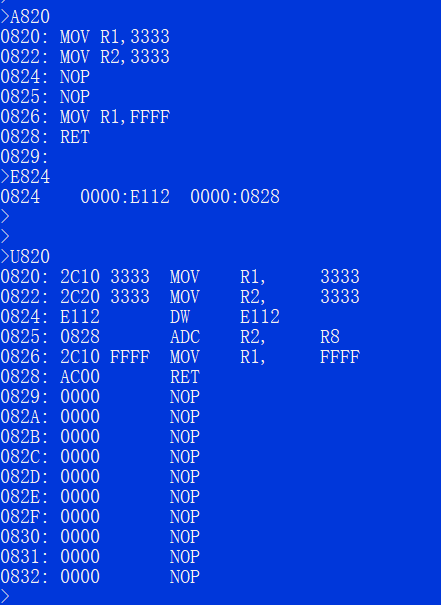 >A820
0820: MOV R1,3333
0822: MOV R2,3333
0824: NOP
0825: NOP
0826: MOV R1,FFFF
0828: RET
0829:
>E824
0824    0000:E112  0000:0828
>
>
>U820
0820: 2C10 3333  MOV    R1,     3333
0822: 2C20 3333  MOV    R2,     3333
0824: E112       DW     E112
0825: 0828       ADC    R2,     R8
0826: 2C10 FFFF  MOV    R1,     FFFF
0828: AC00       RET
0829: 0000       NOP
082A: 0000       NOP
082B: 0000       NOP
082C: 0000       NOP
082D: 0000       NOP
082E: 0000       NOP
082F: 0000       NOP
0830: 0000       NOP
0831: 0000       NOP
0832: 0000       NOP
>